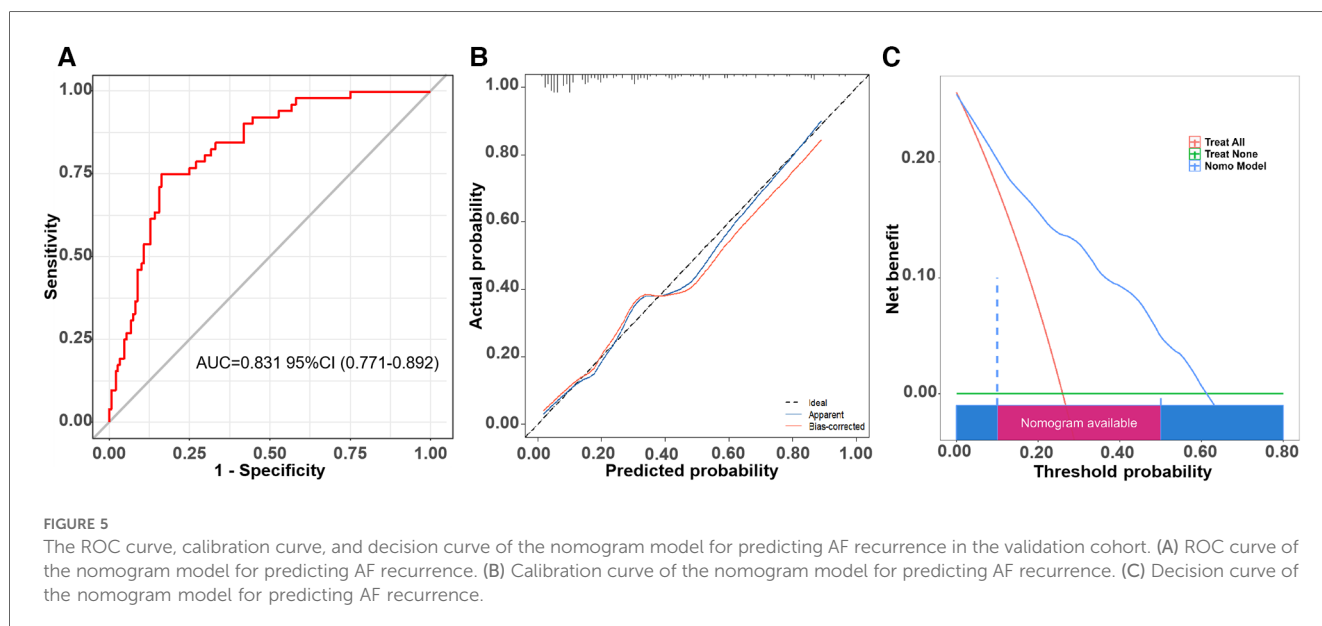 A
1.00
0.75
0.50
0.25
0.00
Sensitivity
AUC=0.831 95%CI (0.771-0.892)
0.00 0.25 0.50 0.75 1.00
1 - Specificity
B
1.00
0.80
0.60
0.40
0.20
0.00
Actual probability
Ideal
Apparent
Bias-corrected
0.00 0.20 0.40 0.60 0.80 1.00
Predicted probability
C
0.20
0.10
0.00
Net benefit
Treat All
Treat None
Nomo Model
Nomogram available
0.00 0.20 0.40 0.60 0.80
Threshold probability
FIGURE 5
The ROC curve, calibration curve, and decision curve of the nomogram model for predicting AF recurrence in the validation cohort. (A) ROC curve of
the nomogram model for predicting AF recurrence. (B) Calibration curve of the nomogram model for predicting AF recurrence. (C) Decision curve of
the nomogram model for predicting AF recurrence.